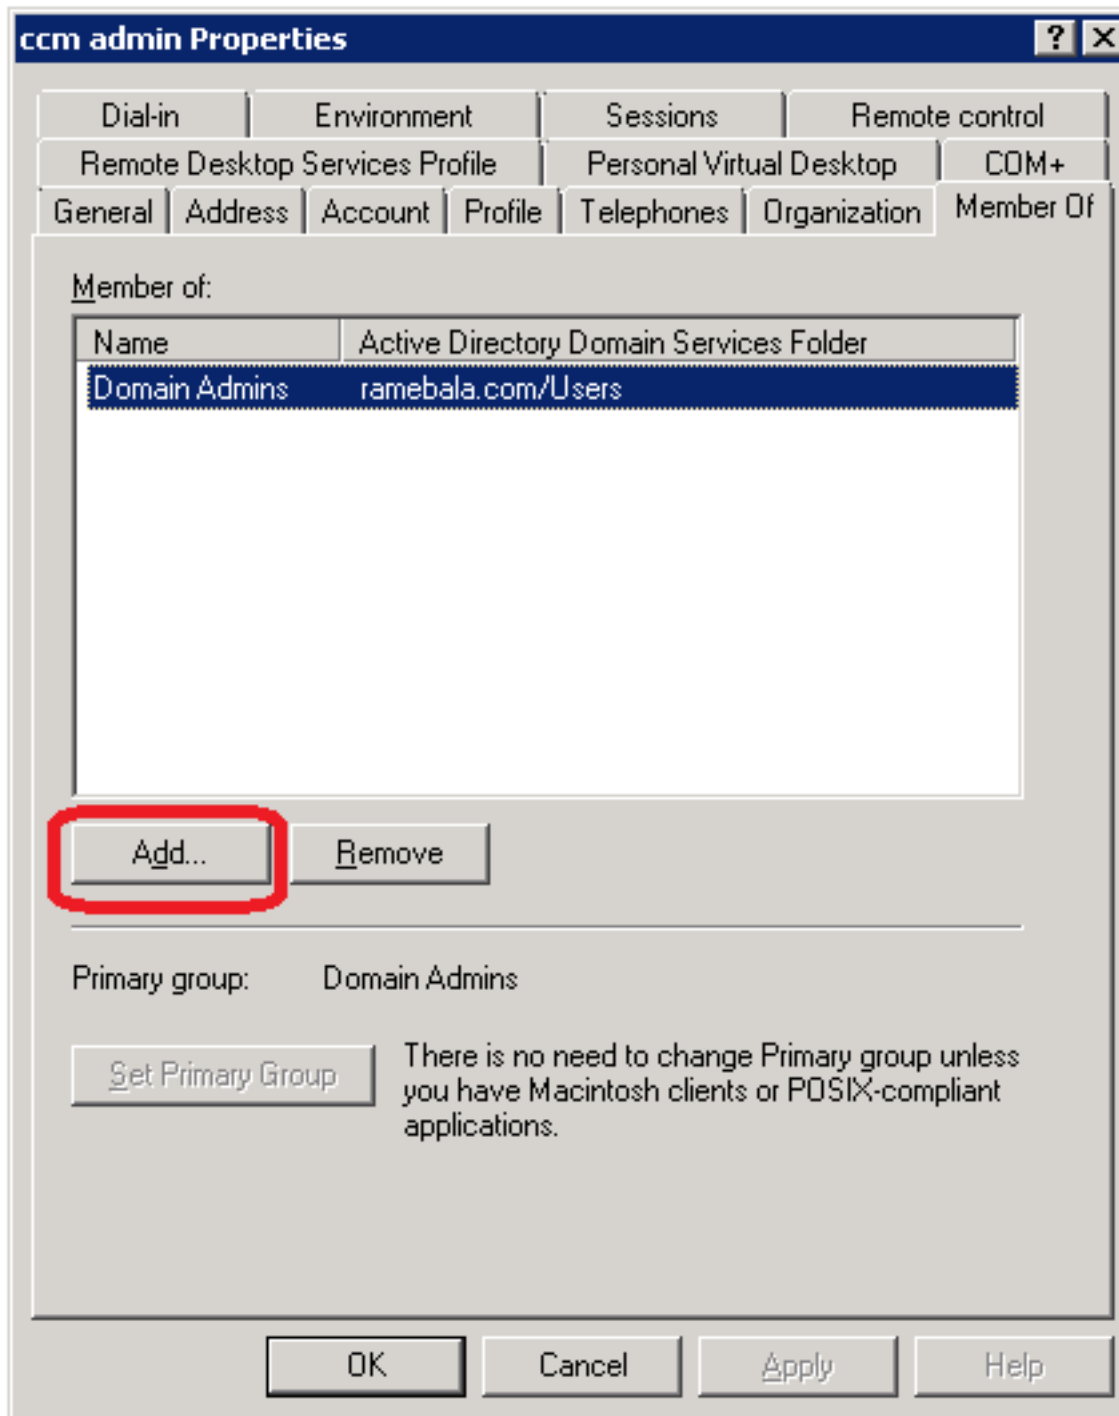 ccm admin Properties
Dial-in Environment Sessions Remote control
Remote Desktop Services Profile Personal Virtual Desktop COM+
General Address Account Profile Telephones Organization Member Of
Member of:
Name Active Directory Domain Services Folder
Domain Admins ramebala.com/Users
Add... Remove
Primary group: Domain Admins
Set Primary Group
There is no need to change Primary group unless
you have Macintosh clients or POSIX-compliant
applications.
OK Cancel Apply Help